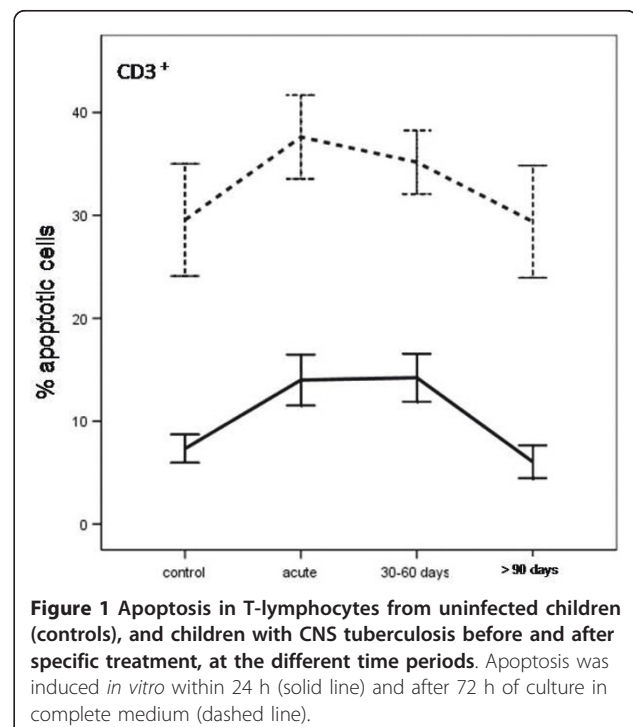 CD3+
% apoptotic cells
40
30
20
10
0
control acute 30-60 days > 90 days
Figure 1 Apoptosis in T-lymphocytes from uninfected children
(controls), and children with CNS tuberculosis before and after
specific treatment, at the different time periods. Apoptosis was
induced in vitro within 24 h (solid line) and after 72 h of culture in
complete medium (dashed line).